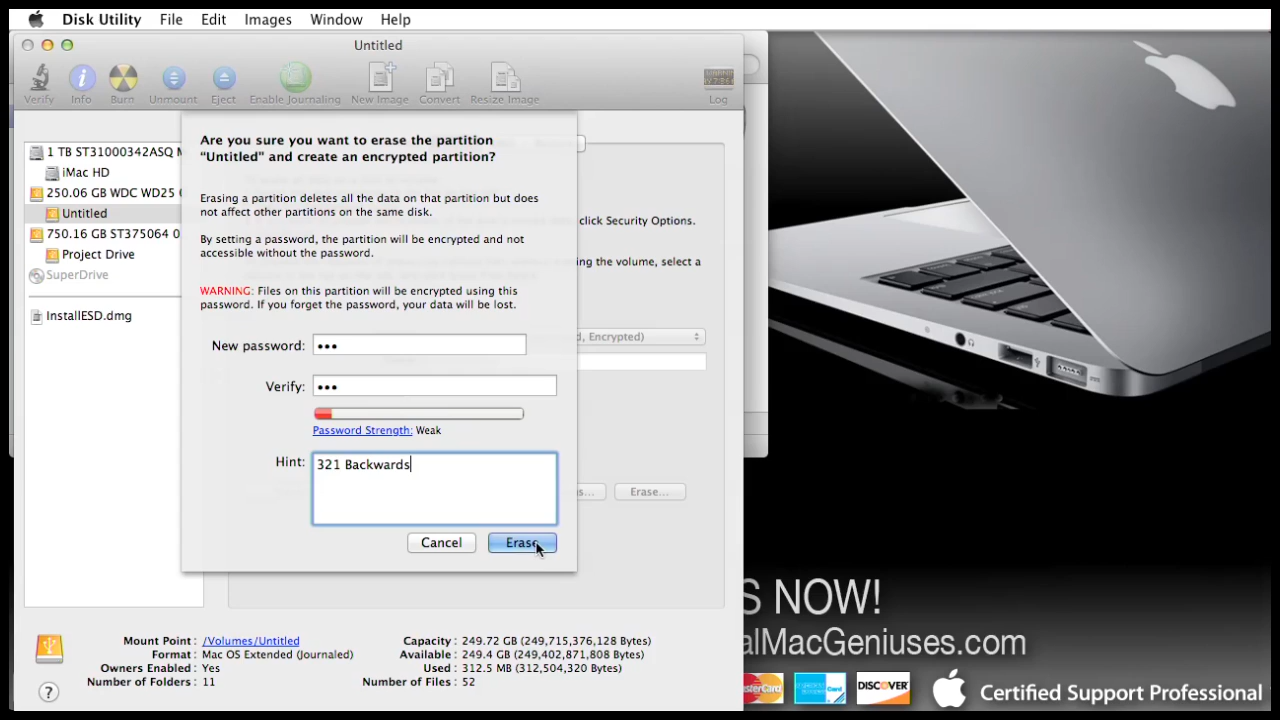 Disk Utility File Edit Images Window Help
Untitled
Verify Info Burn Unmount Eject Enable Journaling New Image Convert Resize Image Log
Are you sure you want to erase the partition
"Untitled" and create an encrypted partition?
Erasing a partition deletes all the data on that partition but does
not affect other partitions on the same disk.
By setting a password, the partition will be encrypted and not
accessible without the password.
WARNING: Files on this partition will be encrypted using this
password. If you forget the password, your data will be lost.
New password: •••
Verify: •••
Password Strength: Weak
Hint: 321 Backwards
Cancel Erase
1 TB ST31000342ASQ M
iMac HD
250.06 GB WDC WD25
Untitled
750.16 GB ST375064 0
Project Drive
SuperDrive
InstallESD.dmg
click Security Options.
ing the volume, select a
d, Encrypted)
s... Erase...
Mount Point : /Volumes/Untitled
Format : Mac OS Extended (Journaled)
Owners Enabled : Yes
Number of Folders : 11
Capacity : 249.72 GB (249,715,376,128 Bytes)
Available : 249.4 GB (249,402,871,808 Bytes)
Used : 312.5 MB (312,504,320 Bytes)
Number of Files : 52
?
S NOW!
alMacGeniuses.com
sterCard
DISCOVER
Certified Support Professional